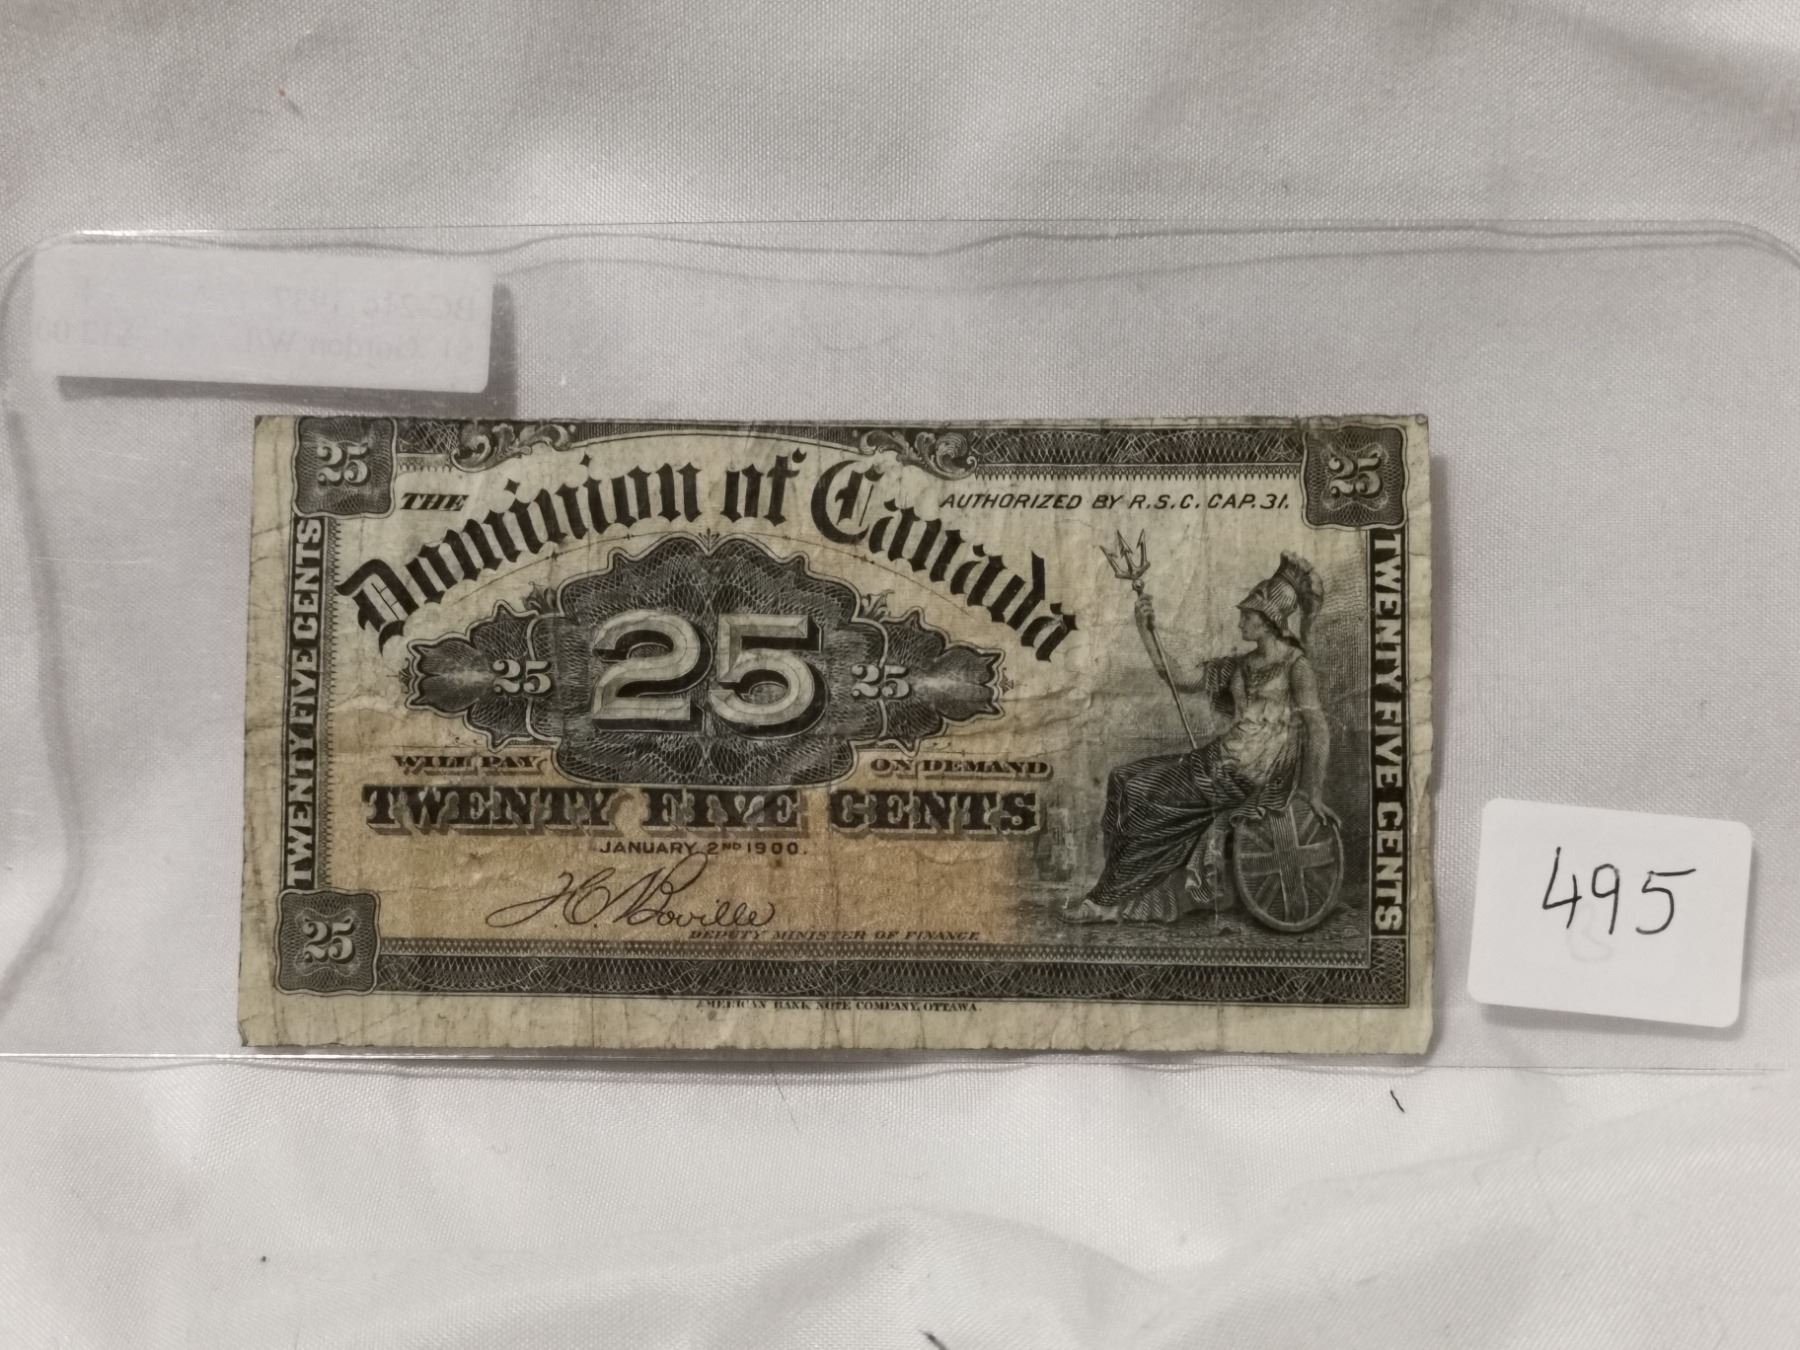 25
25
THE
Dominion of Canada
AUTHORIZED BY R.S.C. CAP. 31.
TWENTY FIVE CENTS
TWENTY FIVE CENTS
25
25
25
WILL PAY
ON DEMAND
TWENTY FIVE CENTS
JANUARY 2ND 1900.
H.C. Boville
DEPUTY MINISTER OF FINANCE
25
AMERICAN BANK NOTE COMPANY, OTTAWA.
495